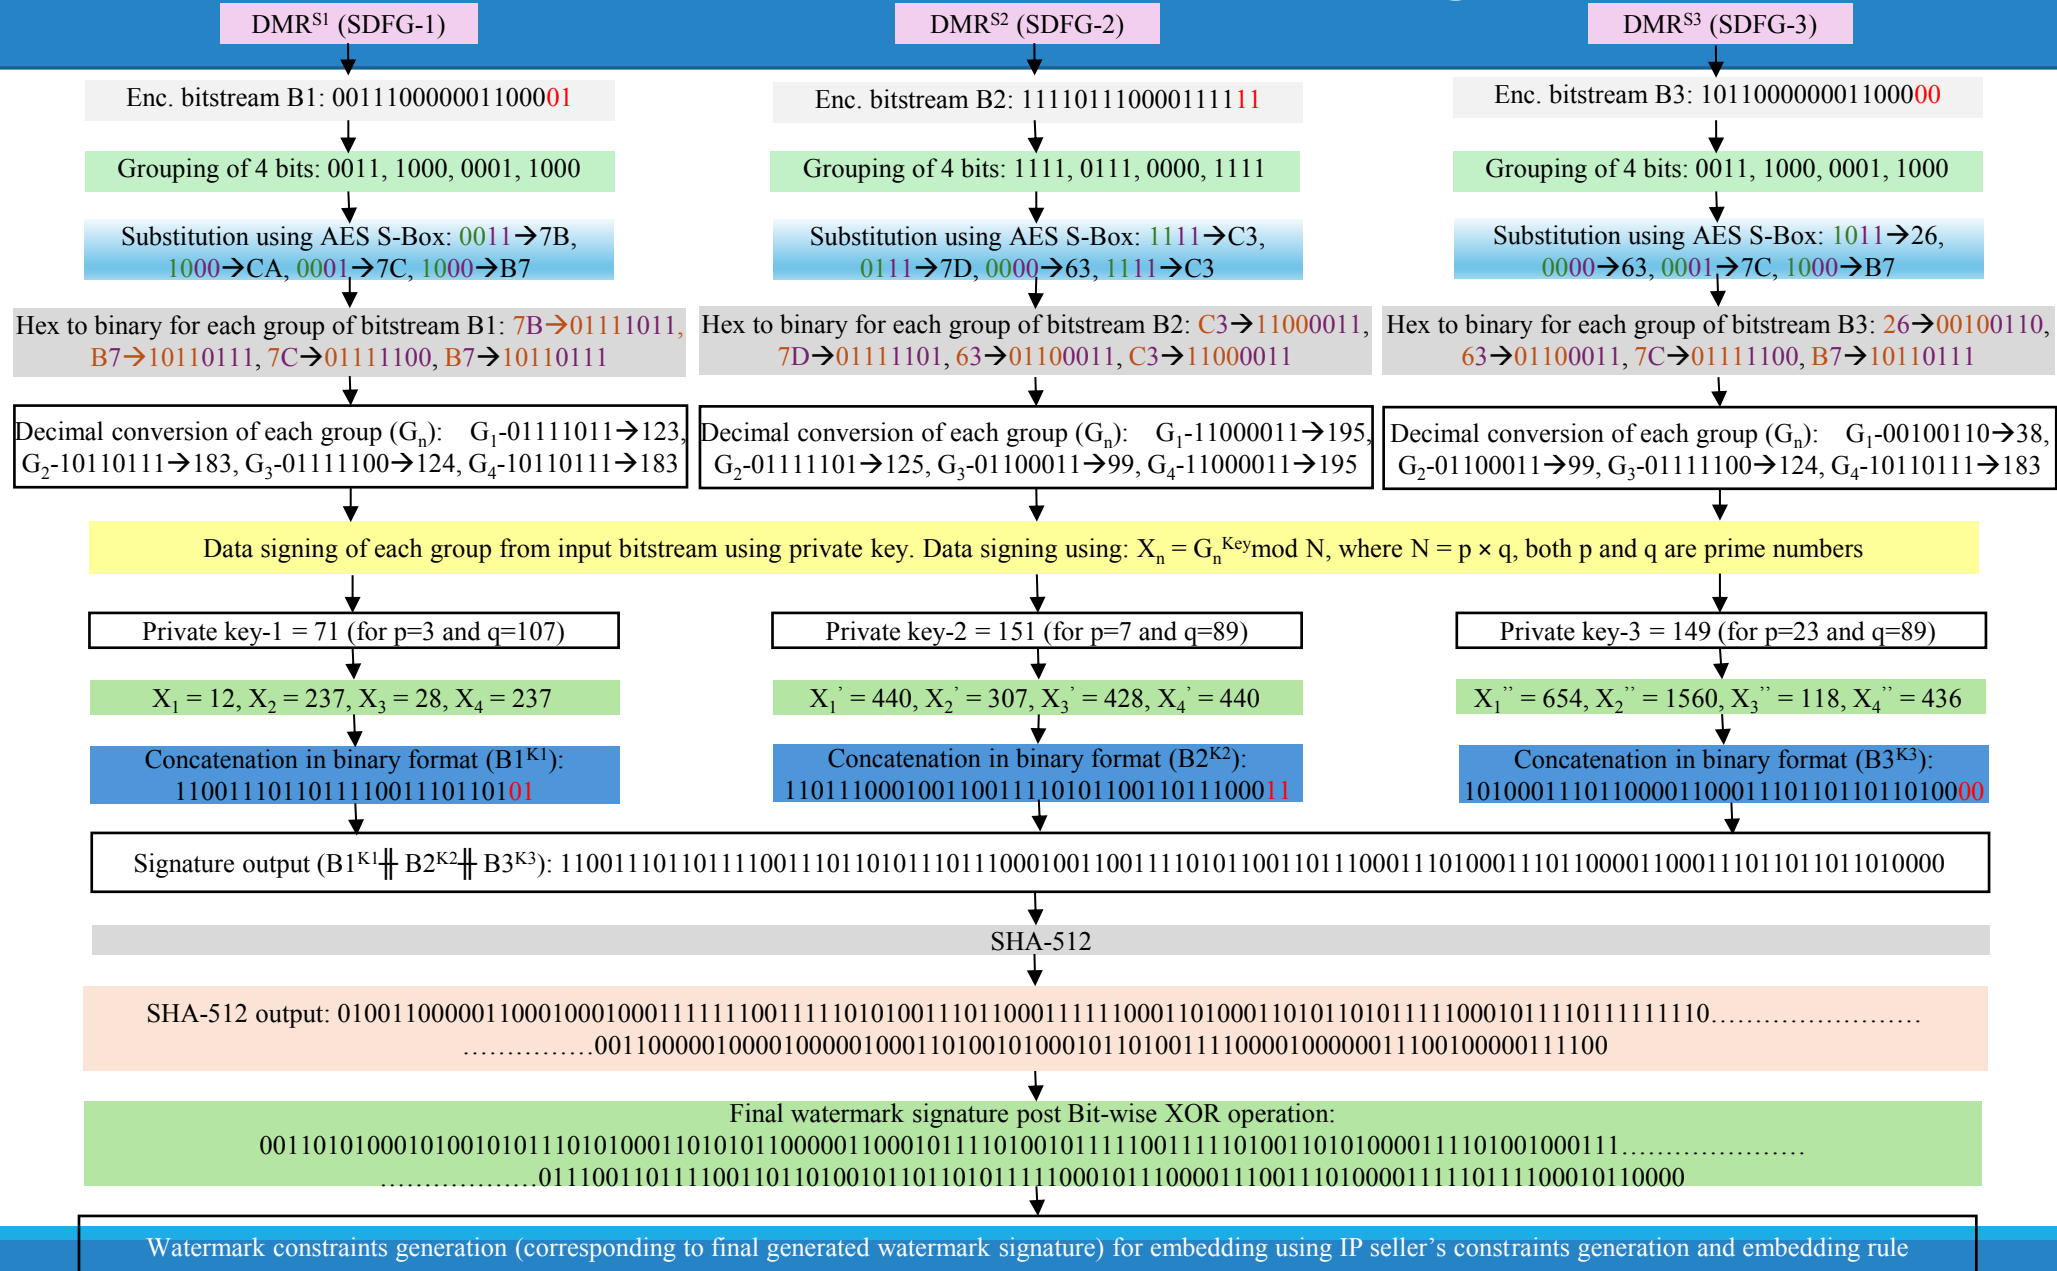 DMRS1 (SDFG-1)
DMRS2 (SDFG-2)
DMRS3 (SDFG-3)
Enc. bitstream B1: 001110000001100001
Enc. bitstream B2: 111101110000111111
Enc. bitstream B3: 101100000001100000
Grouping of 4 bits: 0011, 1000, 0001, 1000
Grouping of 4 bits: 1111, 0111, 0000, 1111
Grouping of 4 bits: 0011, 1000, 0001, 1000
Substitution using AES S-Box: 0011→7B,
1000→CA, 0001→7C, 1000→B7
Substitution using AES S-Box: 1111→C3,
0111→7D, 0000→63, 1111→C3
Substitution using AES S-Box: 1011→26,
0000→63, 0001→7C, 1000→B7
Hex to binary for each group of bitstream B1: 7B→01111011,
B7→10110111, 7C→01111100, B7→10110111
Hex to binary for each group of bitstream B2: C3→11000011,
7D→01111101, 63→01100011, C3→11000011
Hex to binary for each group of bitstream B3: 26→00100110,
63→01100011, 7C→01111100, B7→10110111
Decimal conversion of each group (Gn): G1-01111011→123,
G2-10110111→183, G3-01111100→124, G4-10110111→183
Decimal conversion of each group (Gn): G1-11000011→195,
G2-01111101→125, G3-01100011→99, G4-11000011→195
Decimal conversion of each group (Gn): G1-00100110→38,
G2-01100011→99, G3-01111100→124, G4-10110111→183
Data signing of each group from input bitstream using private key. Data signing using: Xn = GnKeymod N, where N = p × q, both p and q are prime numbers
Private key-1 = 71 (for p=3 and q=107)
Private key-2 = 151 (for p=7 and q=89)
Private key-3 = 149 (for p=23 and q=89)
X1 = 12, X2 = 237, X3 = 28, X4 = 237
X1’ = 440, X2’ = 307, X3’ = 428, X4’ = 440
X1’’ = 654, X2’’ = 1560, X3’’ = 118, X4’’ = 436
Concatenation in binary format (B1K1):
110011101101111001110110101
Concatenation in binary format (B2K2):
11011100010011001111010110011011100011
Concatenation in binary format (B3K3):
101000111011000011000111011011011010000
Signature output (B1K1ǁ B2K2ǁ B3K3): 11001110110111100111011010111011100010011001111010110011011100011101000111011000011000111011011011010000
SHA-512
SHA-512 output: 0100110000011000100010001111111001111101010011101100011111100011010001101011010111110001011110111111110........................
...............001100000100001000001000110100101000101101001111000010000001110010000011​1100
Final watermark signature post Bit-wise XOR operation:
0011010100010100101011101010001101010110000011000101111010010111110011111010011010100001111010010001​11.....................
..................0111001101111001101101001011011010111110001011100001110011101000011111011110001011​0000
Watermark constraints generation (corresponding to final generated watermark signature) for embedding using IP seller’s constraints generation and embedding rule